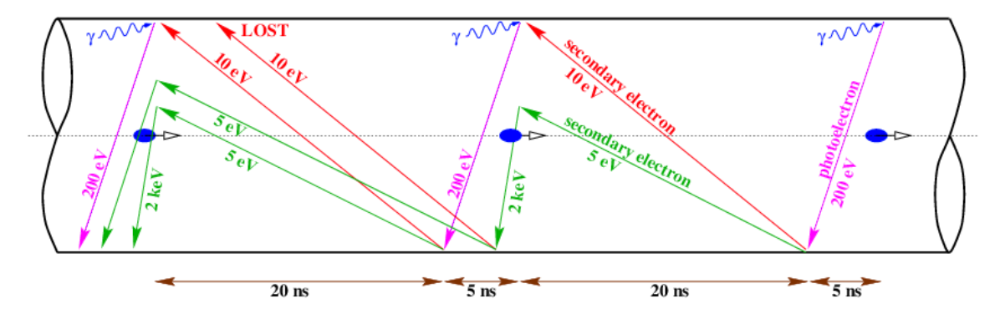 γ
LOST
γ
γ
10 eV
10 eV
secondary electron
10 eV
5 eV
5 eV
secondary electron
5 eV
200 eV
2 keV
200 eV
2 keV
photoelectron
200 eV
20 ns
5 ns
20 ns
5 ns